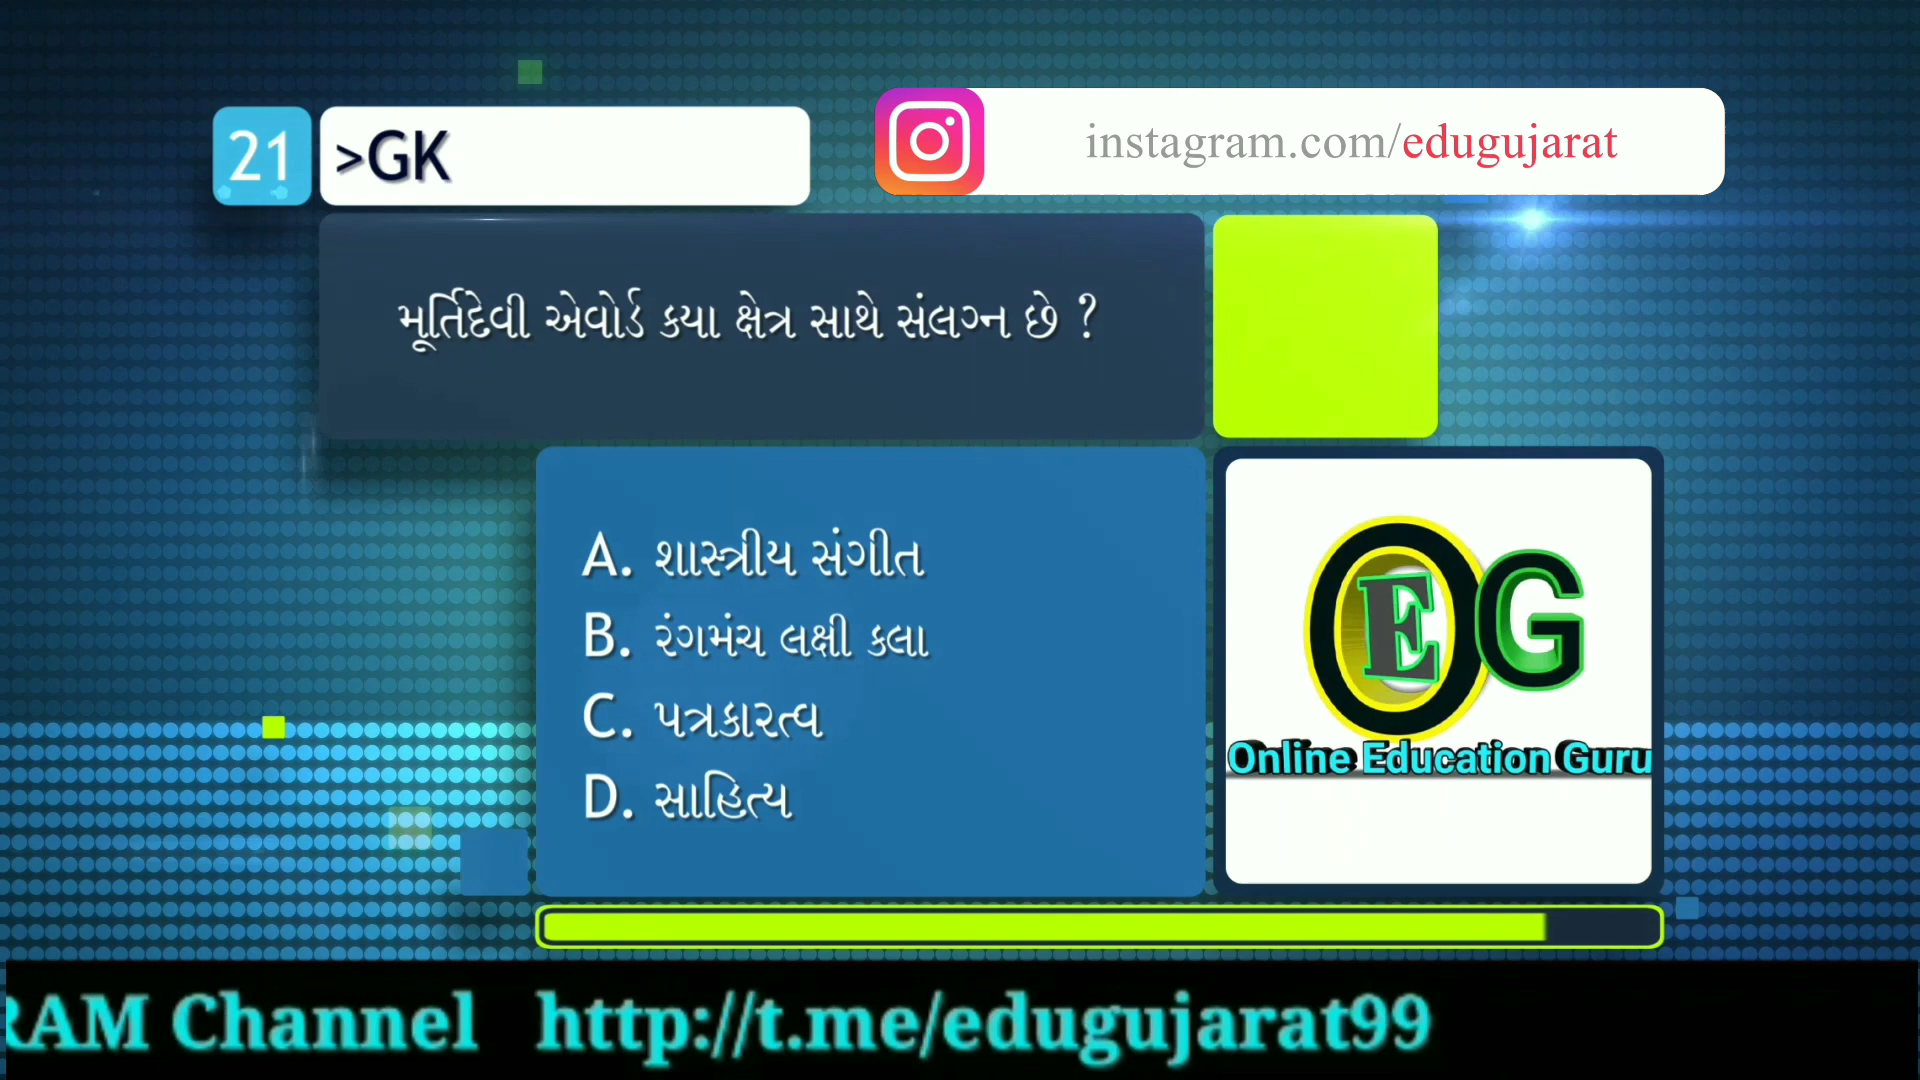 21 >GK
instagram.com/edugujarat
મૂર્તિદેવી એવોર્ડ કયા ક્ષેત્ર સાથે સંલગ્ન છે ?
A. શાસ્ત્રીય સંગીત
B. રંગમંચ લક્ષી કલા
C. પત્રકારત્વ
D. સાહિત્ય
OEG
Online Education Guru
RAM Channel http://t.me/edugujarat99